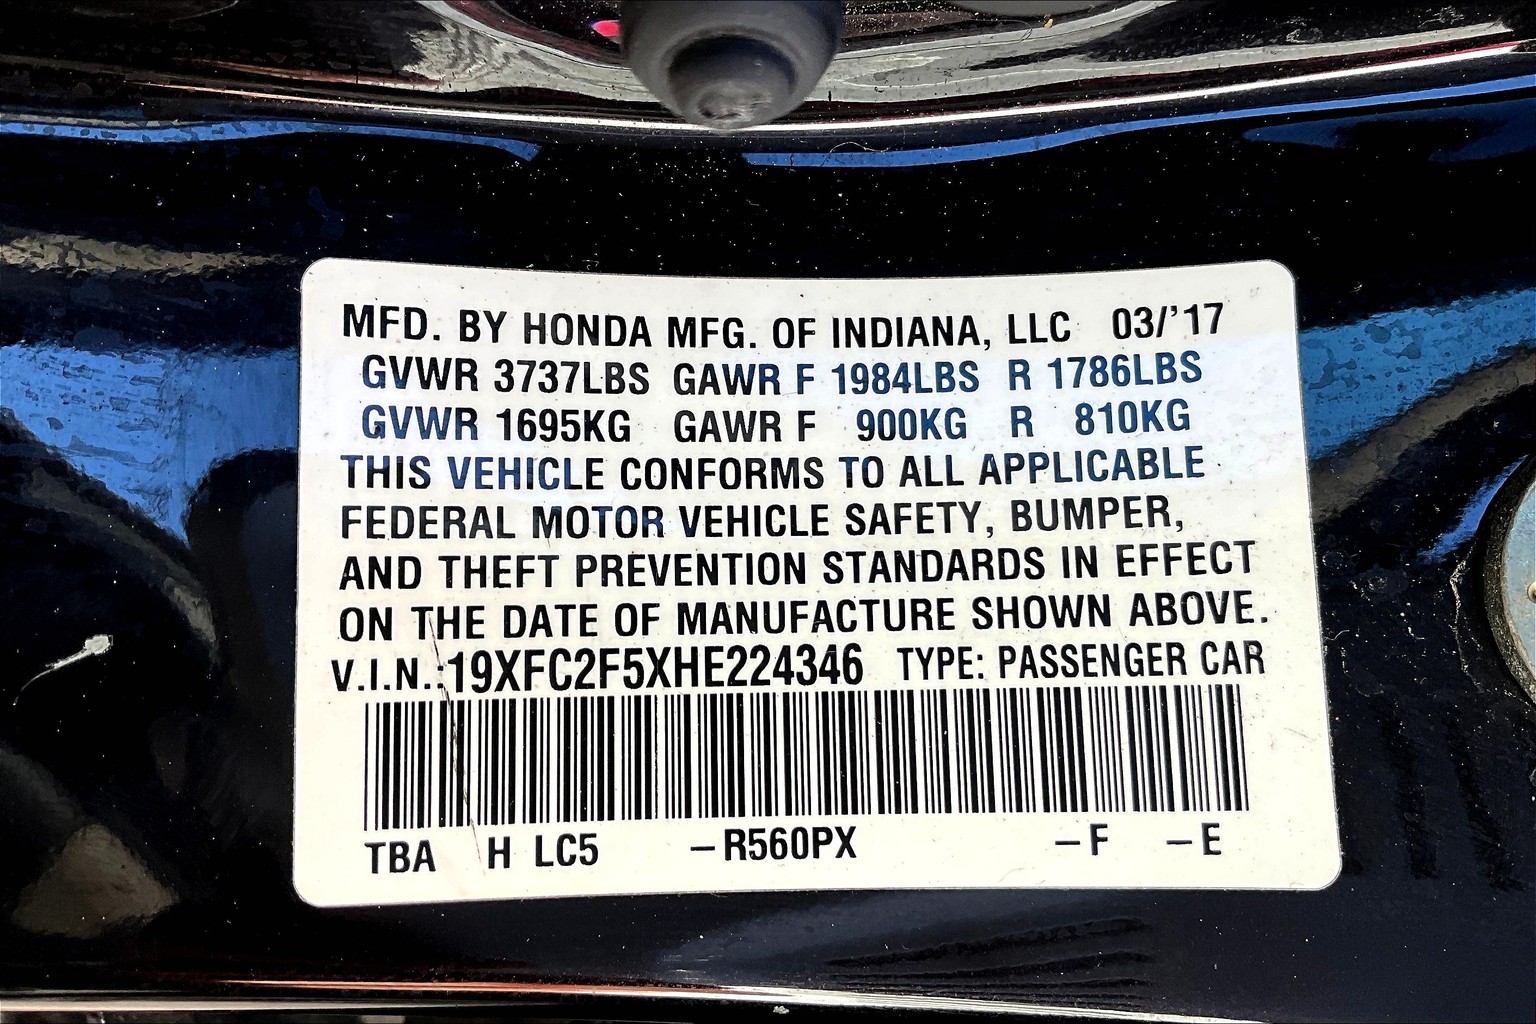 MFD. BY HONDA MFG. OF INDIANA, LLC 03/'17
GVWR 3737LBS GAWR F 1984LBS R 1786LBS
GVWR 1695KG GAWR F 900KG R 810KG
THIS VEHICLE CONFORMS TO ALL APPLICABLE
FEDERAL MOTOR VEHICLE SAFETY, BUMPER,
AND THEFT PREVENTION STANDARDS IN EFFECT
ON THE DATE OF MANUFACTURE SHOWN ABOVE.
V.I.N.:19XFC2F5XHE224346 TYPE: PASSENGER CAR
TBA H LC5 –R560PX –F –E